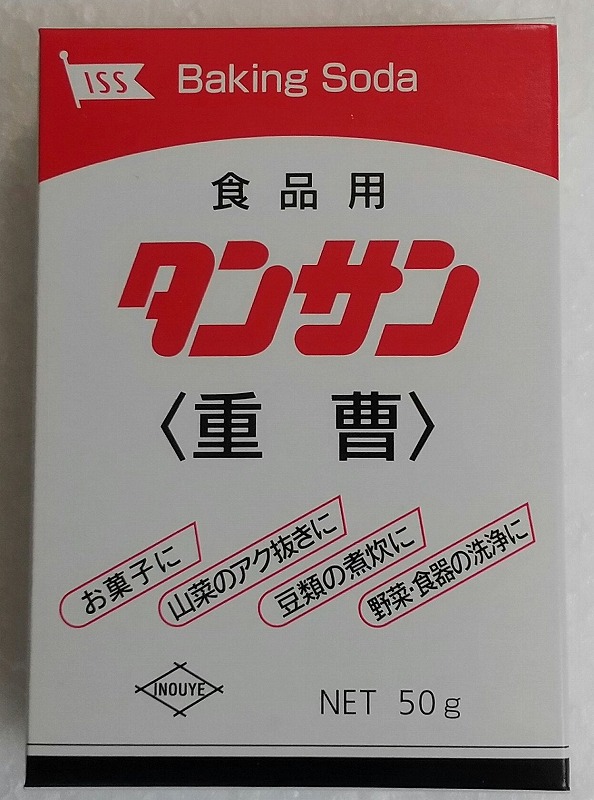 ISS Baking Soda
食品用
タンサン
〈重曹〉
お菓子に
山菜のアク抜きに
豆類の煮炊に
野菜・食器の洗浄に
INOUYE
NET 50g